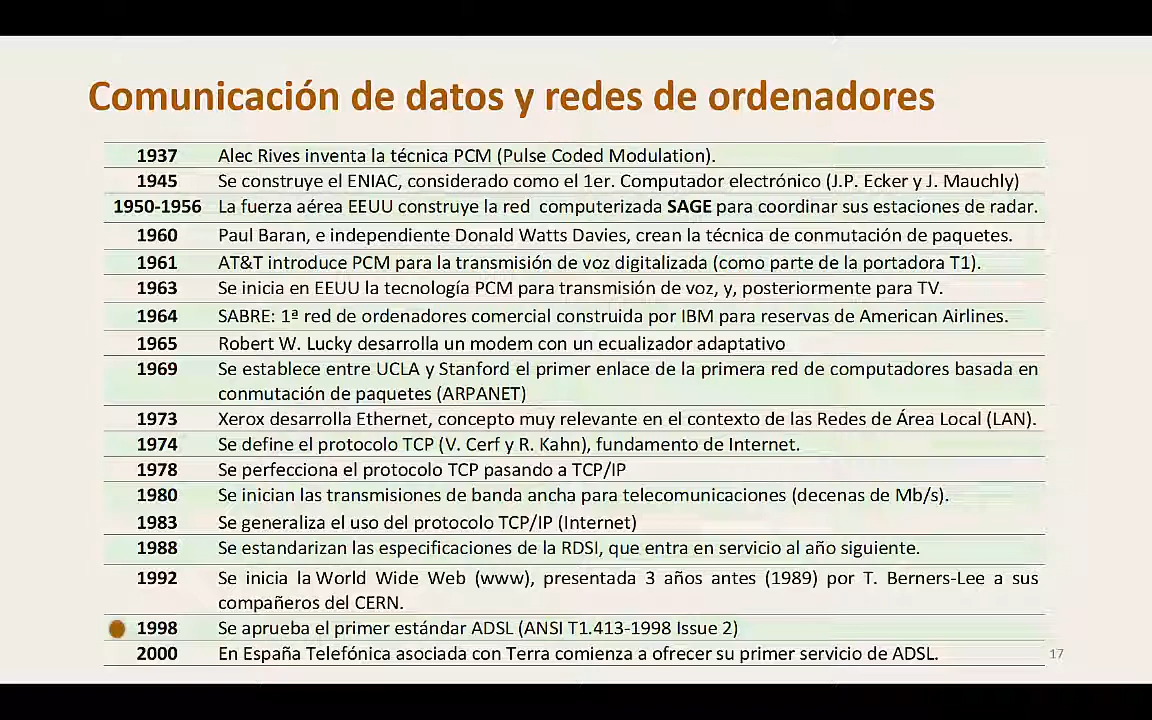 Comunicación de datos y redes de ordenadores
1937 Alec Rives inventa la técnica PCM (Pulse Coded Modulation).
1945 Se construye el ENIAC, considerado como el 1er. Computador electrónico (J.P. Ecker y J. Mauchly)
1950-1956 La fuerza aérea EEUU construye la red computerizada SAGE para coordinar sus estaciones de radar.
1960 Paul Baran, e independiente Donald Watts Davies, crean la técnica de conmutación de paquetes.
1961 AT&T introduce PCM para la transmisión de voz digitalizada (como parte de la portadora T1).
1963 Se inicia en EEUU la tecnología PCM para transmisión de voz, y, posteriormente para TV.
1964 SABRE: 1ª red de ordenadores comercial construida por IBM para reservas de American Airlines.
1965 Robert W. Lucky desarrolla un modem con un ecualizador adaptativo
1969 Se establece entre UCLA y Stanford el primer enlace de la primera red de computadores basada en
conmutación de paquetes (ARPANET)
1973 Xerox desarrolla Ethernet, concepto muy relevante en el contexto de las Redes de Área Local (LAN).
1974 Se define el protocolo TCP (V. Cerf y R. Kahn), fundamento de Internet.
1978 Se perfecciona el protocolo TCP pasando a TCP/IP
1980 Se inician las transmisiones de banda ancha para telecomunicaciones (decenas de Mb/s).
1983 Se generaliza el uso del protocolo TCP/IP (Internet)
1988 Se estandarizan las especificaciones de la RDSI, que entra en servicio al año siguiente.
1992 Se inicia la World Wide Web (www), presentada 3 años antes (1989) por T. Berners-Lee a sus
compañeros del CERN.
1998 Se aprueba el primer estándar ADSL (ANSI T1.413-1998 Issue 2)
2000 En España Telefónica asociada con Terra comienza a ofrecer su primer servicio de ADSL.
17